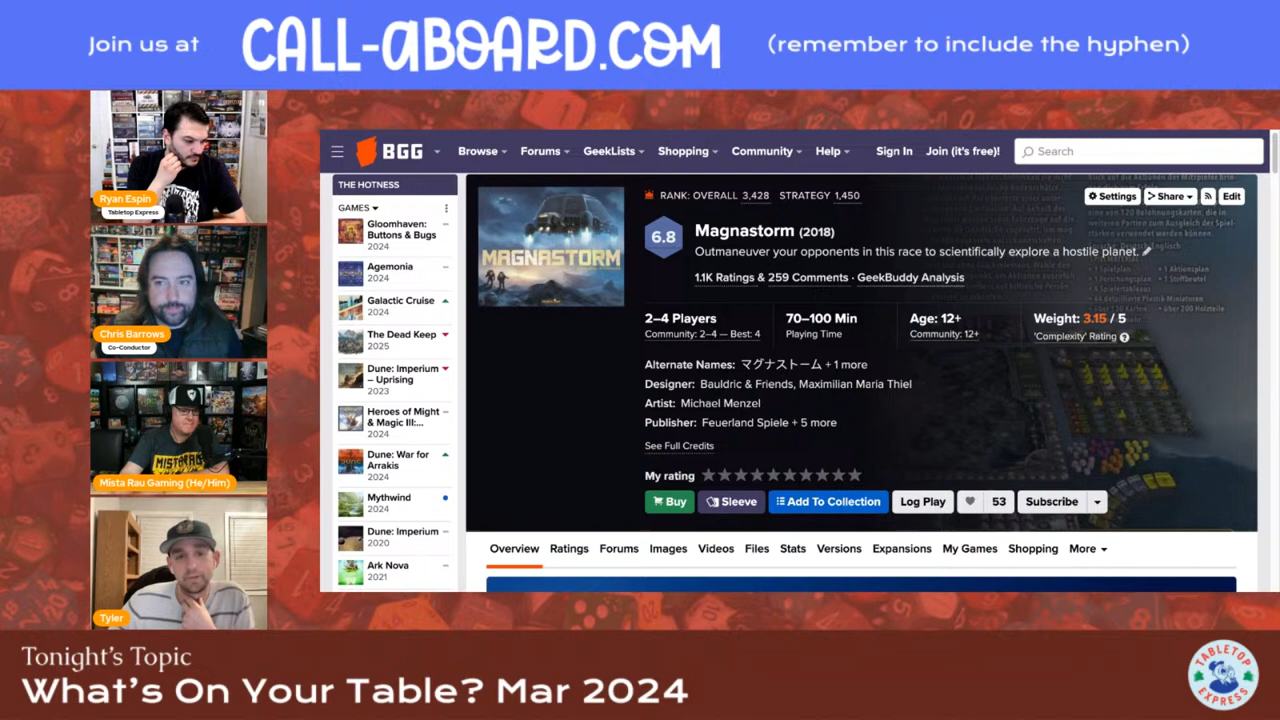 Join us at CALL-aBOARD.COM (remember to include the hyphen)
Ryan Espin
Tabletop Express
Chris Barrows
Co-Conductor
Mista Rau Gaming (He/Him)
Tyler
BGG
Browse Forums GeekLists Shopping Community Help Sign In Join (it's free)! Search
THE HOTNESS
GAMES
Gloomhaven: Buttons & Bugs
2024
Agemonia
2024
Galactic Cruise
2024
The Dead Keep
2025
Dune: Imperium – Uprising
2023
Heroes of Might & Magic III:...
2024
Dune: War for Arrakis
2024
Mythwind
2024
Dune: Imperium
2020
Ark Nova
2021
MAGNASTORM
RANK: OVERALL 3,428 STRATEGY 1,450
Settings Share Edit
6.8
Magnastorm (2018)
Outmaneuver your opponents in this race to scientifically explore a hostile planet.
1.1K Ratings & 259 Comments · GeekBuddy Analysis
2–4 Players
Community: 2–4 — Best: 4
70–100 Min
Playing Time
Age: 12+
Community: 12+
Weight: 3.15 / 5
'Complexity' Rating
Alternate Names: マグナストーム + 1 more
Designer: Bauldric & Friends, Maximilian Maria Thiel
Artist: Michael Menzel
Publisher: Feuerland Spiele + 5 more
See Full Credits
My rating
Buy Sleeve Add To Collection Log Play 53 Subscribe
Overview Ratings Forums Images Videos Files Stats Versions Expansions My Games Shopping More
Tonight's Topic
What's On Your Table? Mar 2024
TABLETOP EXPRESS